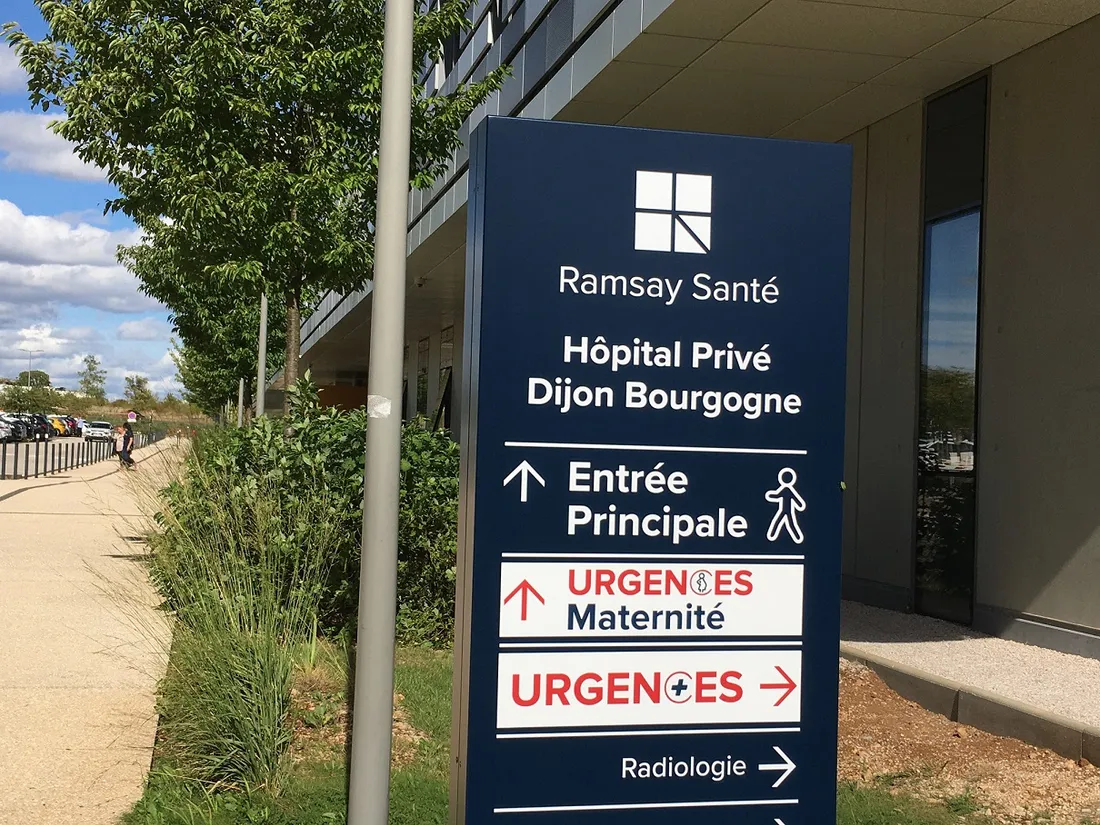 Ramsay Santé
Hôpital Privé
Dijon Bourgogne
Entrée
Principale
URGENCES
Maternité
URGENCES
Radiologie